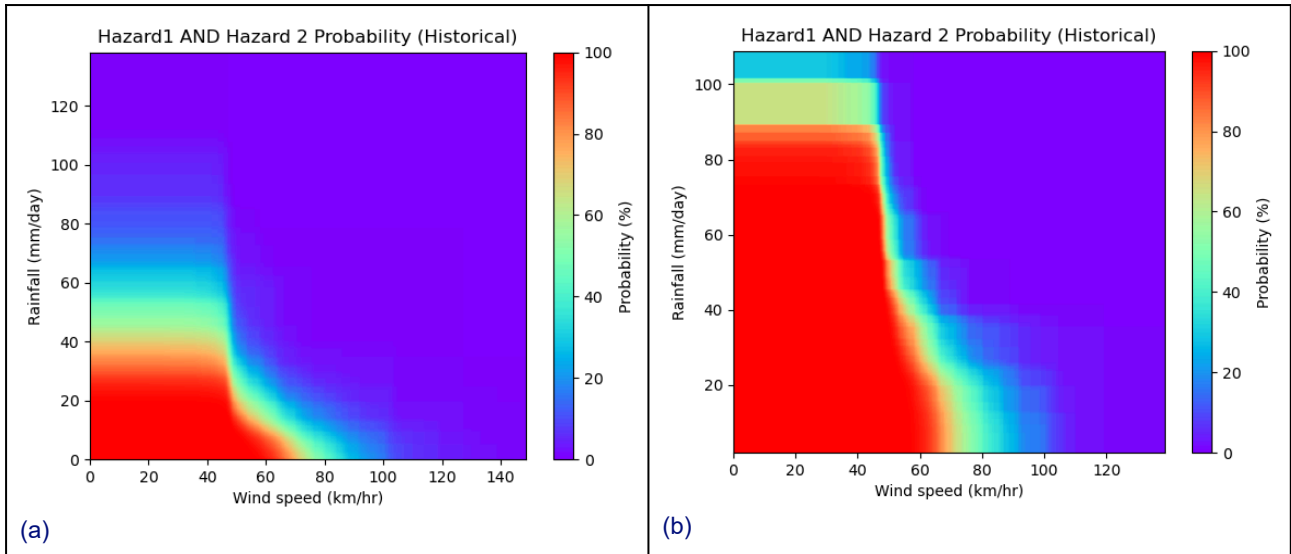 Hazard1 AND Hazard 2 Probability (Historical)
120
100
80
60
40
20
0
Rainfall (mm/day)
0 20 40 60 80 100 120 140
Wind speed (km/hr)
100
80
60
40
20
0
Probability (%)
(a)
Hazard1 AND Hazard 2 Probability (Historical)
100
80
60
40
20
Rainfall (mm/day)
0 20 40 60 80 100 120
Wind speed (km/hr)
100
80
60
40
20
0
Probability (%)
(b)